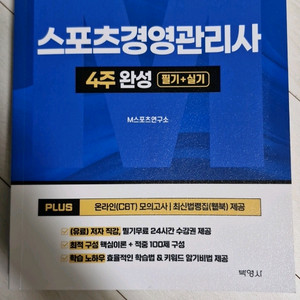 스포츠경영관리사
4주 완성 필기+실기
M스포츠연구소
PLUS 온라인(CBT) 모의고사 | 최신법령집(웹북) 제공
(유료) 저자 직강, 필기무료 24시간 수강권 제공
최적 구성 핵심이론 + 적중 100제 구성
학습 노하우 효율적인 학습법 & 키워드 암기비법 제공
박영사